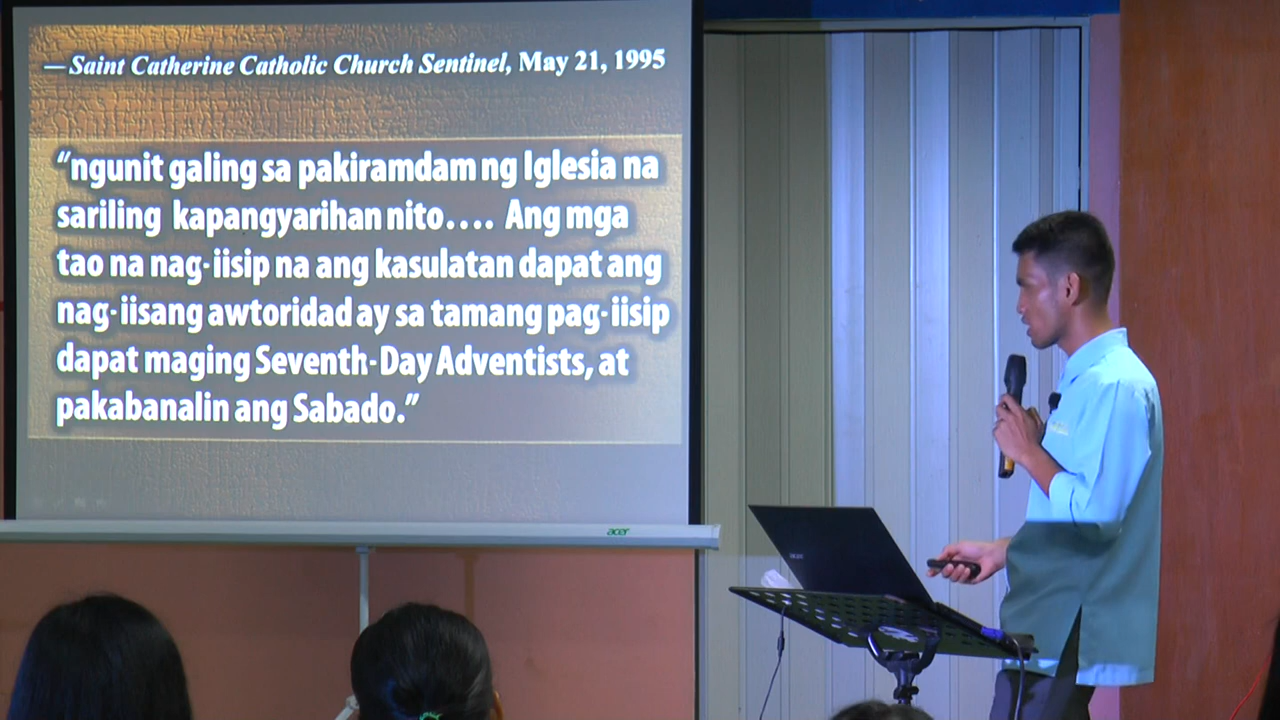 —Saint Catherine Catholic Church Sentinel, May 21, 1995
“ngunit galing sa pakiramdam ng Iglesia na
sariling kapangyarihan nito…. Ang mga
tao na nag-iisip na ang kasulatan dapat ang
nag-iisang awtoridad ay sa tamang pag-iisip
dapat maging Seventh-Day Adventists, at
pakabanalin ang Sabado.”
acer